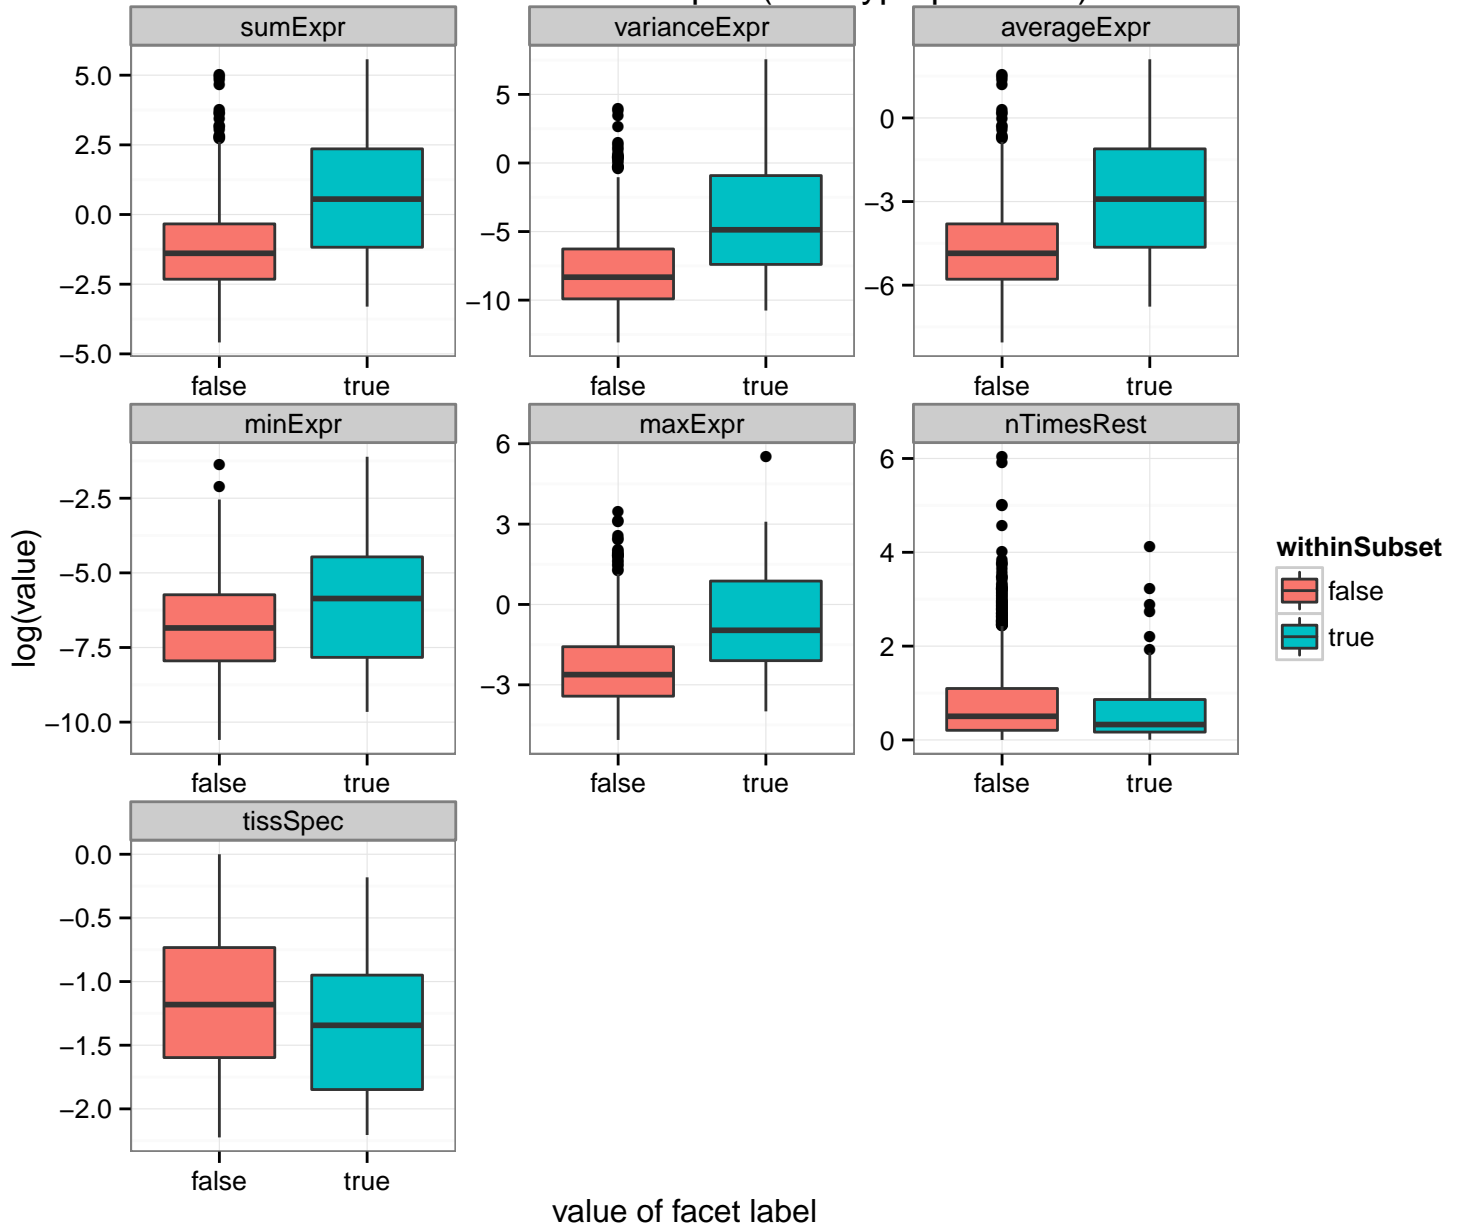 sumExpr varianceExpr averageExpr
5.0
2.5
0.0
−2.5
−5.0
false true
5
0
−5
−10
false true
0
−3
−6
false true
minExpr maxExpr nTimesRest
−2.5
−5.0
−7.5
−10.0
false true
6
3
0
−3
false true
6
4
2
0
false true
log(value)
tissSpec
0.0
−0.5
−1.0
−1.5
−2.0
false true
value of facet label
withinSubset
false
true